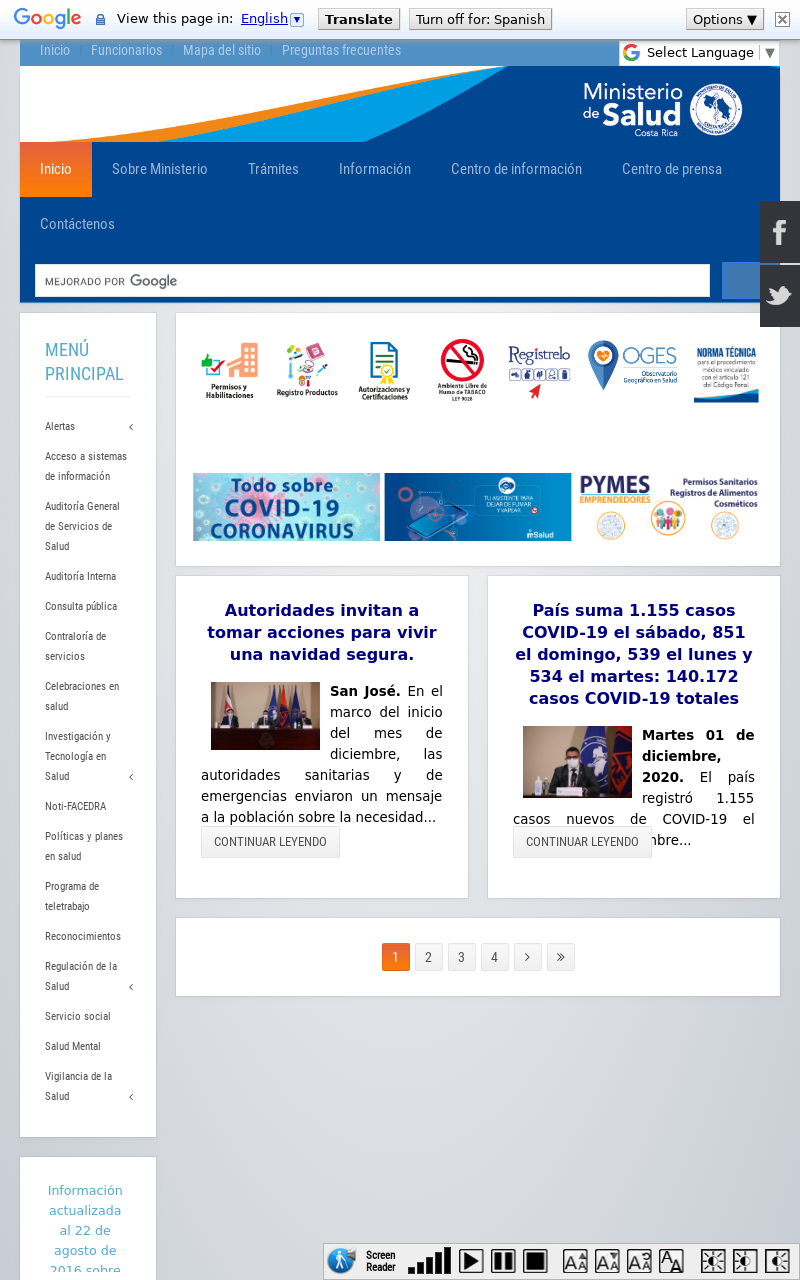 Google View this page in: English ▼ Translate Turn off for: Spanish Options ▼
Inicio Funcionarios Mapa del sitio Preguntas frecuentes
Select Language ▼
Ministerio
de Salud
Costa Rica
Inicio Sobre Ministerio Trámites Información Centro de información Centro de prensa
Contáctenos
MEJORADO POR Google
MENÚ
PRINCIPAL
Alertas
Acceso a sistemas
de información
Auditoría General
de Servicios de
Salud
Auditoría Interna
Consulta pública
Contraloría de
servicios
Celebraciones en
salud
Investigación y
Tecnología en
Salud
Noti-FACEDRA
Políticas y planes
en salud
Programa de
teletrabajo
Reconocimientos
Regulación de la
Salud
Servicio social
Salud Mental
Vigilancia de la
Salud
Información
actualizada
al 22 de
agosto de
2016 sobre
Permisos y
Habilitaciones
Registro Productos
Autorizaciones y
Certificaciones
Ambiente Libre de
Humo de TABACO
LEY 9028
Regístrelo
OGES
Observatorio
Geográfico en Salud
NORMA TÉCNICA
para el procedimiento
médico vinculado
con el artículo 121
del Código Penal.
Todo sobre
COVID-19
CORONAVIRUS
TU ASISTENTE PARA
DEJAR DE FUMAR
Y VAPEAR
mSalud
PYMES
EMPRENDEDORES
Permisos Sanitarios
Registros de Alimentos
Cosméticos
Autoridades invitan a
tomar acciones para vivir
una navidad segura.
San José. En el
marco del inicio
del mes de
diciembre, las
autoridades sanitarias y de
emergencias enviaron un mensaje
a la población sobre la necesidad...
CONTINUAR LEYENDO
País suma 1.155 casos
COVID-19 el sábado, 851
el domingo, 539 el lunes y
534 el martes: 140.172
casos COVID-19 totales
Martes 01 de
diciembre,
2020. El país
registró 1.155
casos nuevos de COVID-19 el
mbre...
CONTINUAR LEYENDO
1 2 3 4
Screen
Reader